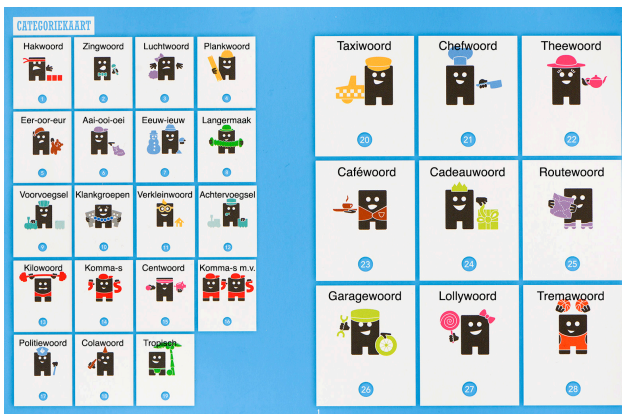 CATEGORIEKAART
Hakwoord
1
Zingwoord
2
Luchtwoord
3
Plankwoord
4
Eer-oor-eur
5
Aai-ooi-oei
6
Eeuw-ieuw
7
Langermaak
8
Voorvoegsel
9
Klankgroepen
10
Verkleinwoord
11
Achtervoegsel
12
Kilowoord
13
Komma-s
14
Centwoord
15
Komma-s m.v.
16
Politiewoord
17
Colawoord
18
Tropisch
19
Taxiwoord
20
Chefwoord
21
Theewoord
22
Caféwoord
23
Cadeauwoord
24
Routewoord
25
Garagewoord
26
Lollywoord
27
Tremawoord
28